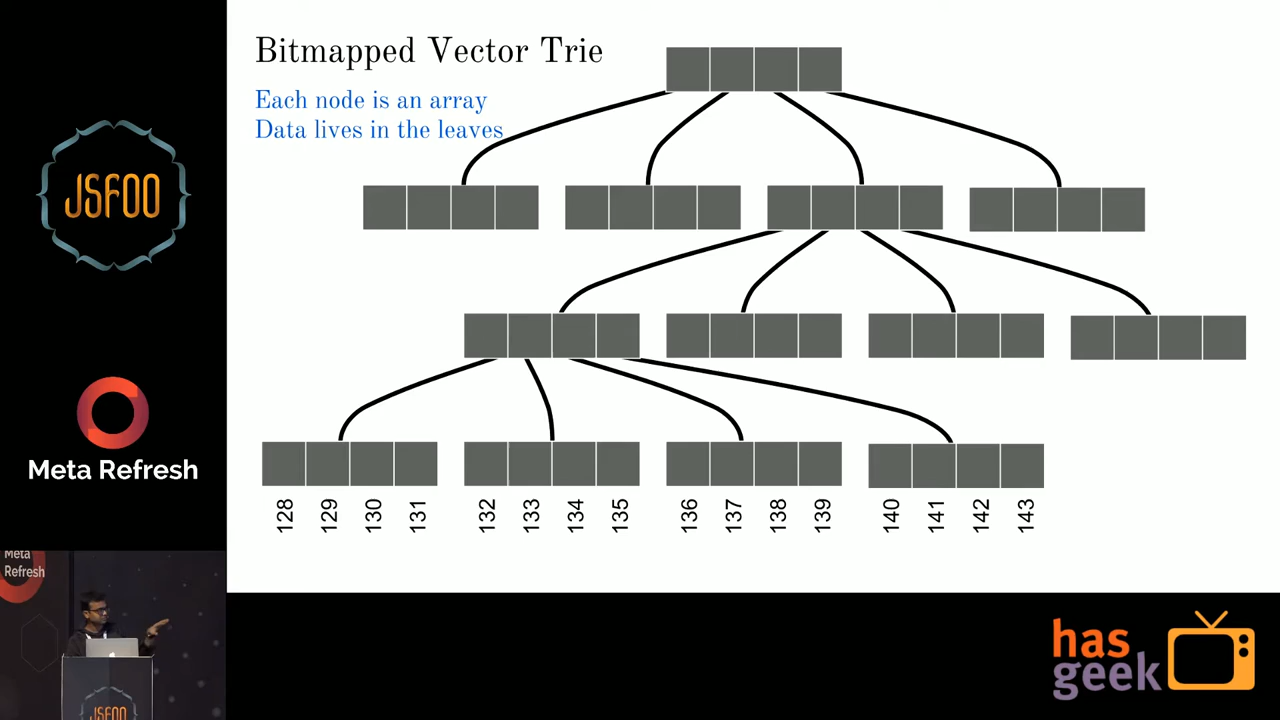 Bitmapped Vector Trie
Each node is an array
Data lives in the leaves
JSFOO
Meta Refresh
128 129 130 131 132 133 134 135 136 137 138 139 140 141 142 143
Meta
Refresh
JSFOO
has
geek